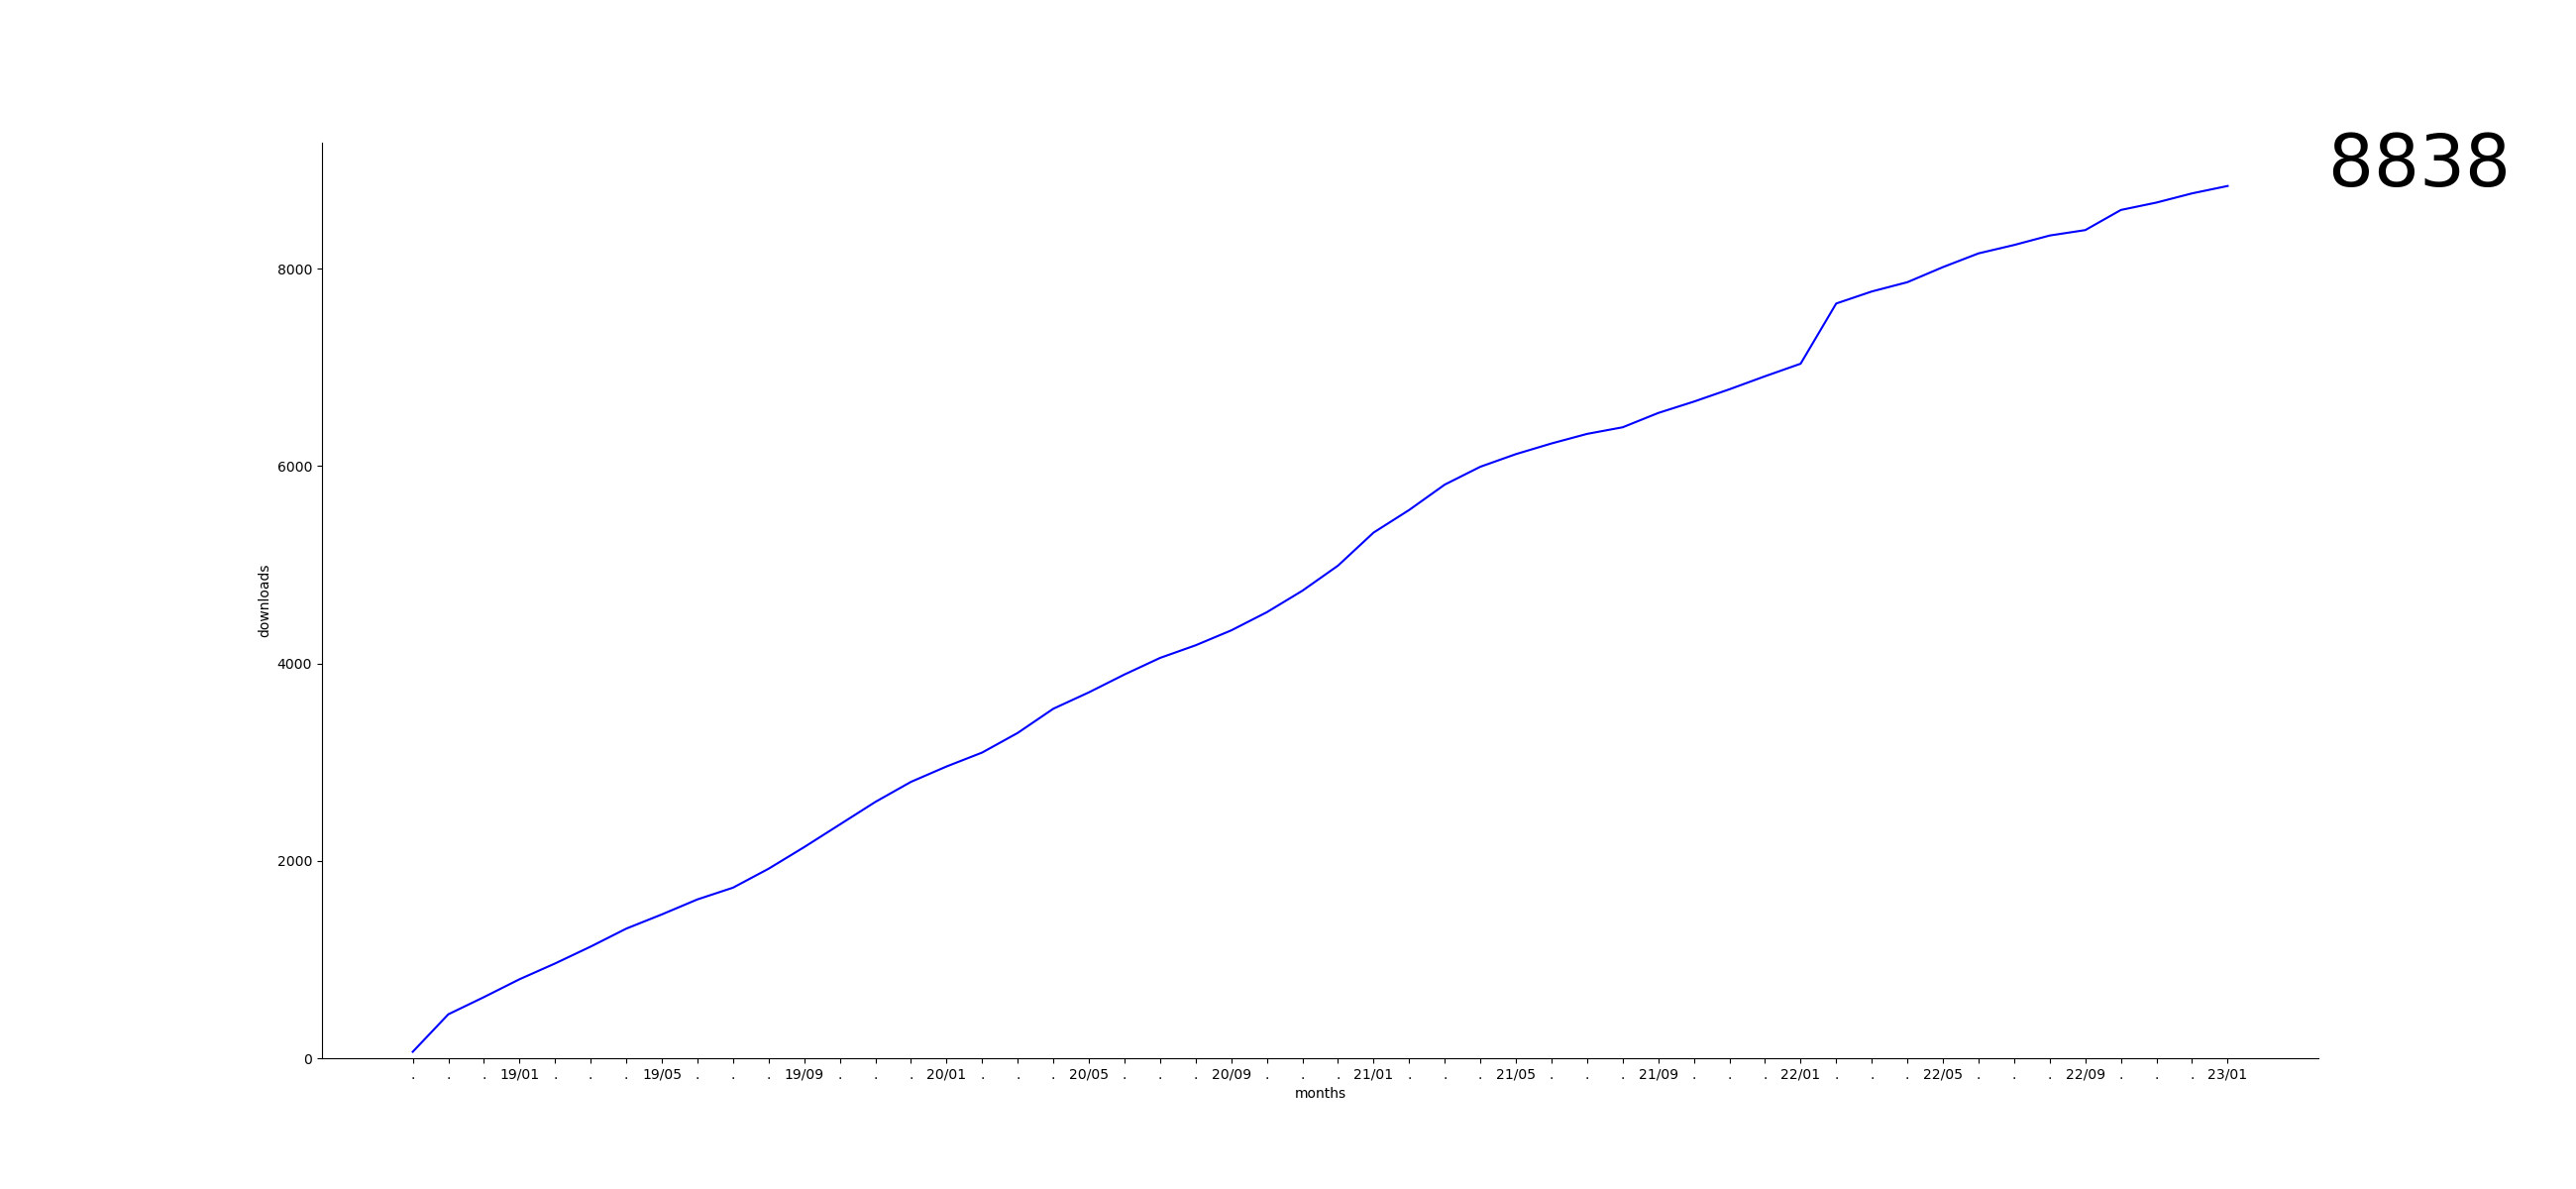 8838
8000
6000
4000
2000
0
downloads
. . . 19/01 . . . 19/05 . . . 19/09 . . . 20/01 . . . 20/05 . . . 20/09 . . . 21/01 . . . 21/05 . . . 21/09 . . . 22/01 . . . 22/05 . . . 22/09 . . . 23/01
months